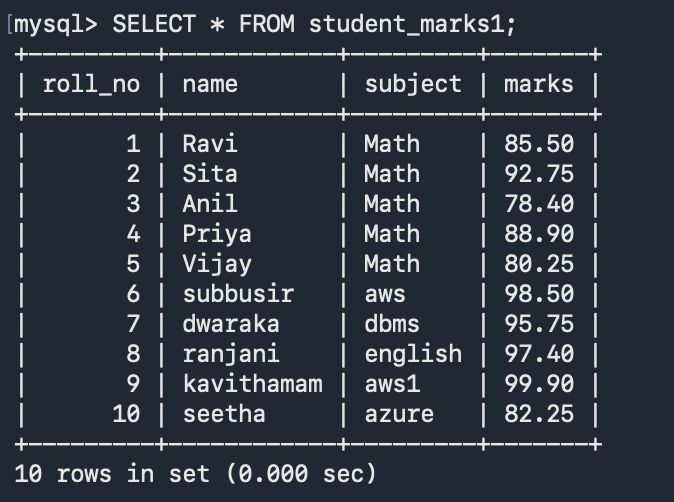 [mysql> SELECT * FROM student_marks1;
+---------+------------+---------+-------+
| roll_no | name       | subject | marks |
+---------+------------+---------+-------+
|       1 | Ravi       | Math    | 85.50 |
|       2 | Sita       | Math    | 92.75 |
|       3 | Anil       | Math    | 78.40 |
|       4 | Priya      | Math    | 88.90 |
|       5 | Vijay      | Math    | 80.25 |
|       6 | subbusir   | aws     | 98.50 |
|       7 | dwaraka    | dbms    | 95.75 |
|       8 | ranjani    | english | 97.40 |
|       9 | kavithamam | aws1    | 99.90 |
|      10 | seetha     | azure   | 82.25 |
+---------+------------+---------+-------+
10 rows in set (0.000 sec)